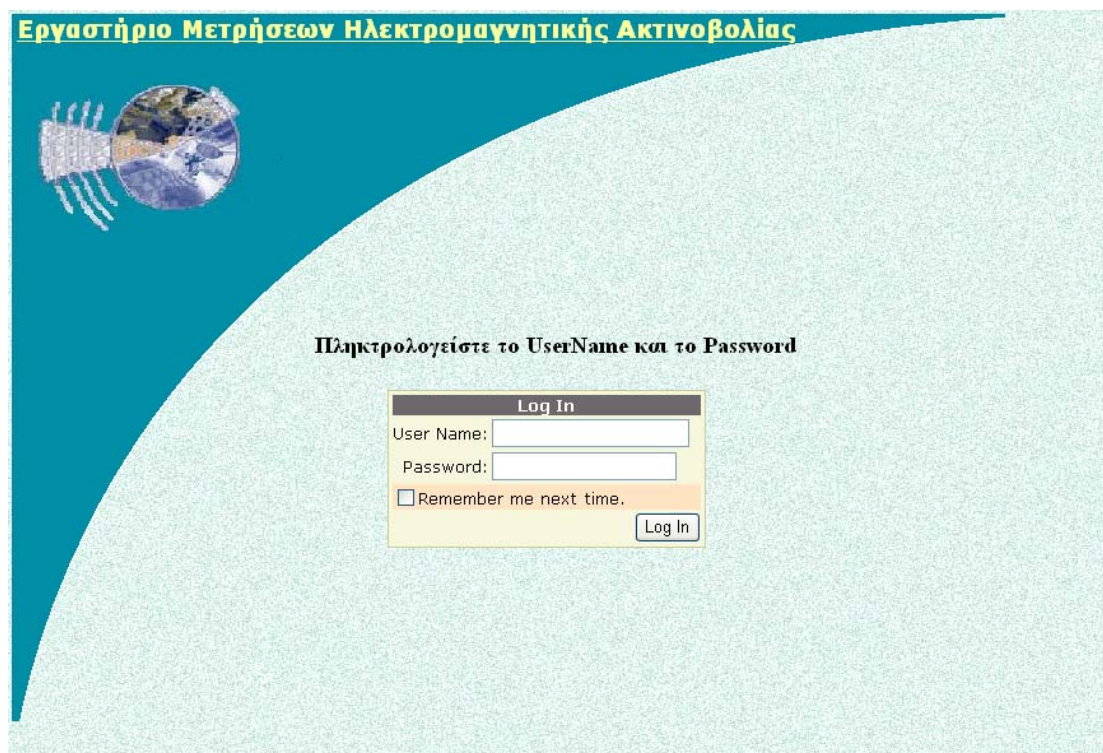 Εργαστήριο Μετρήσεων Ηλεκτρομαγνητικής Ακτινοβολίας
Πληκτρολογείστε το UserName και το Password
Log In
User Name:
Password:
Remember me next time.
Log In